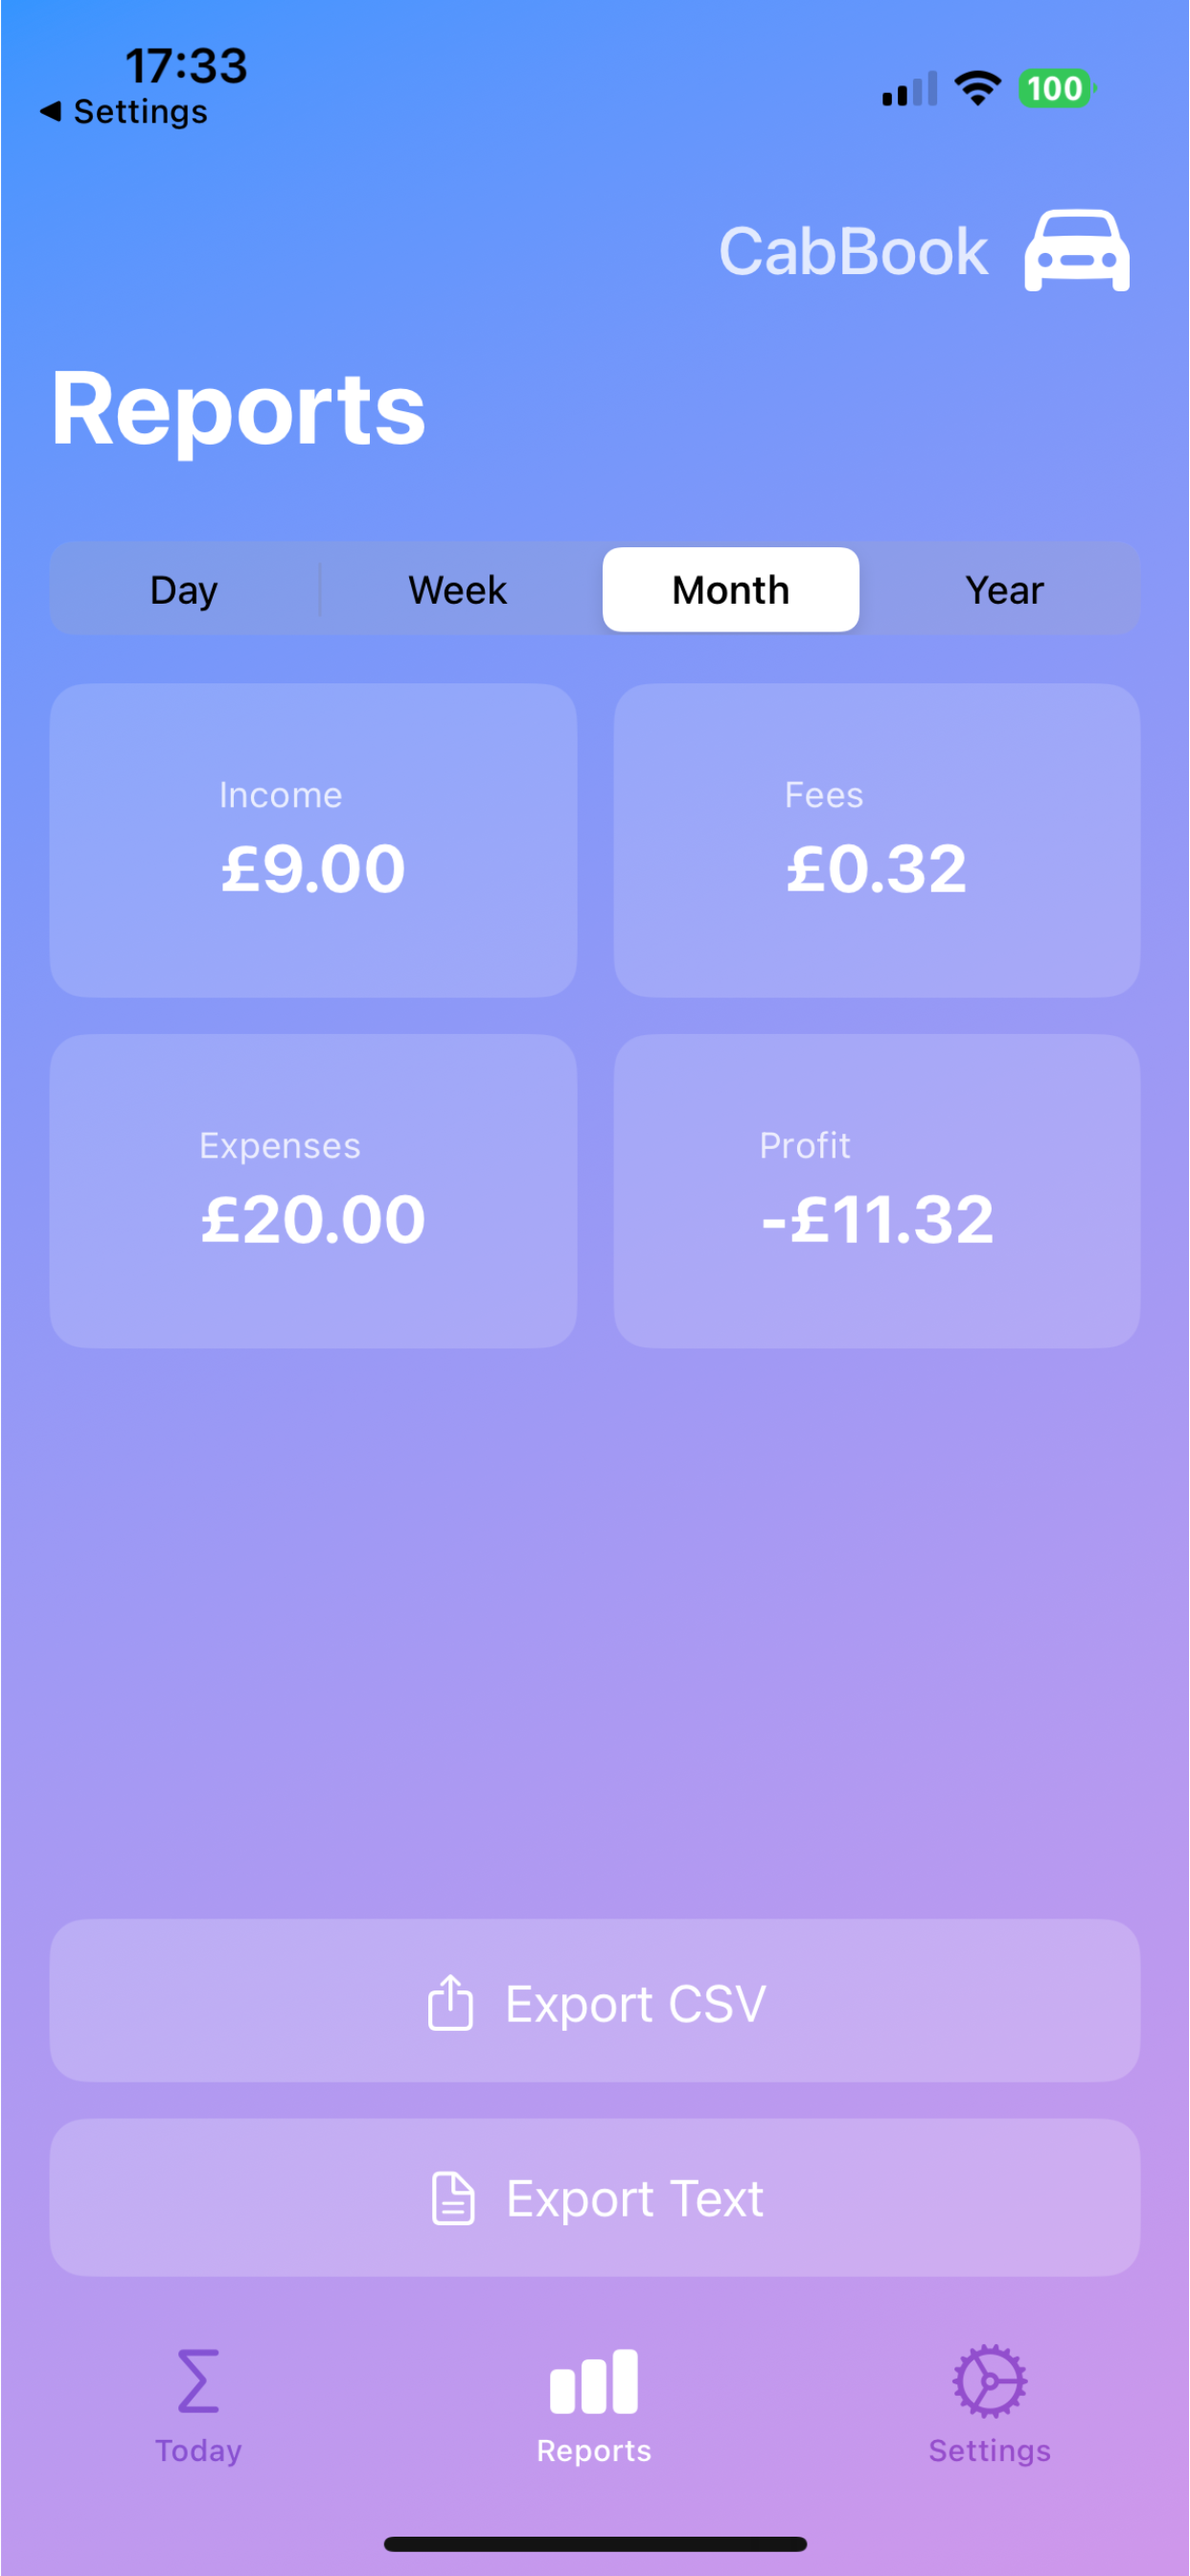 17:33
◀ Settings
100
CabBook
Reports
Day Week Month Year
Income
£9.00
Fees
£0.32
Expenses
£20.00
Profit
-£11.32
Export CSV
Export Text
Today Reports Settings